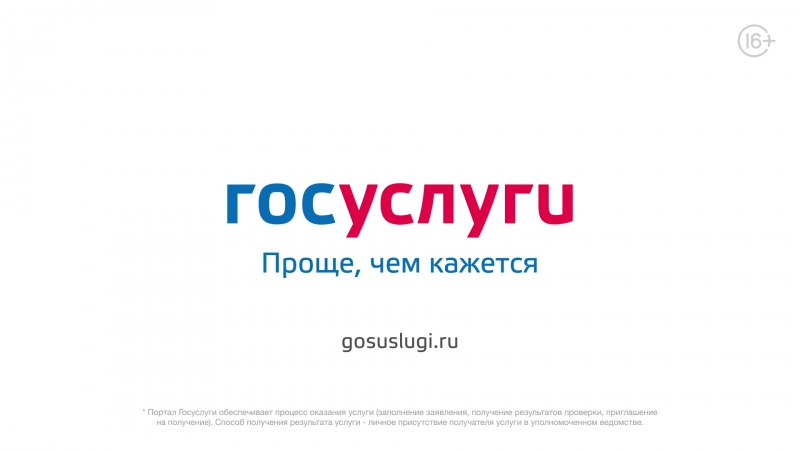 16+
госуслуги
Проще, чем кажется
gosuslugi.ru
* Портал Госуслуги обеспечивает процесс оказания услуги (заполнение заявления, получение результатов проверки, приглашение
на получение). Способ получения результата услуги - личное присутствие получателя услуги в уполномоченном ведомстве.